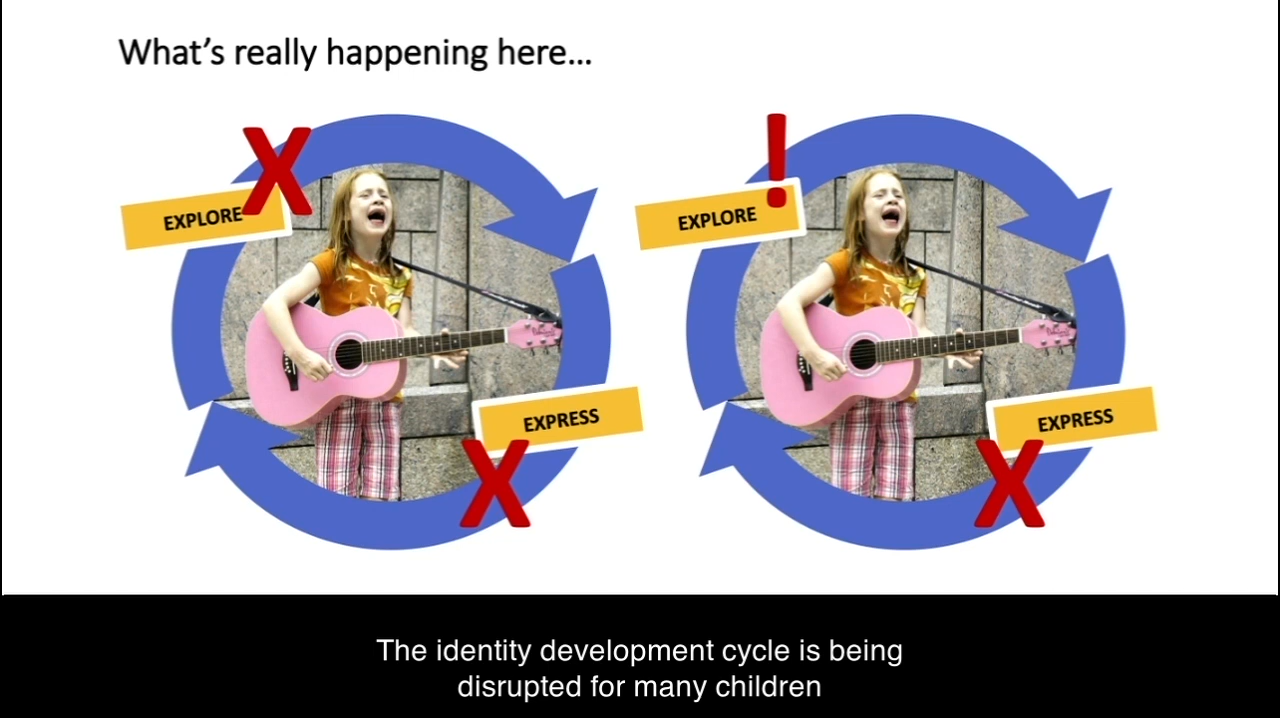 What's really happening here...
X
!
EXPLORE
EXPLORE
EXPRESS
EXPRESS
X
X
The identity development cycle is being
disrupted for many children